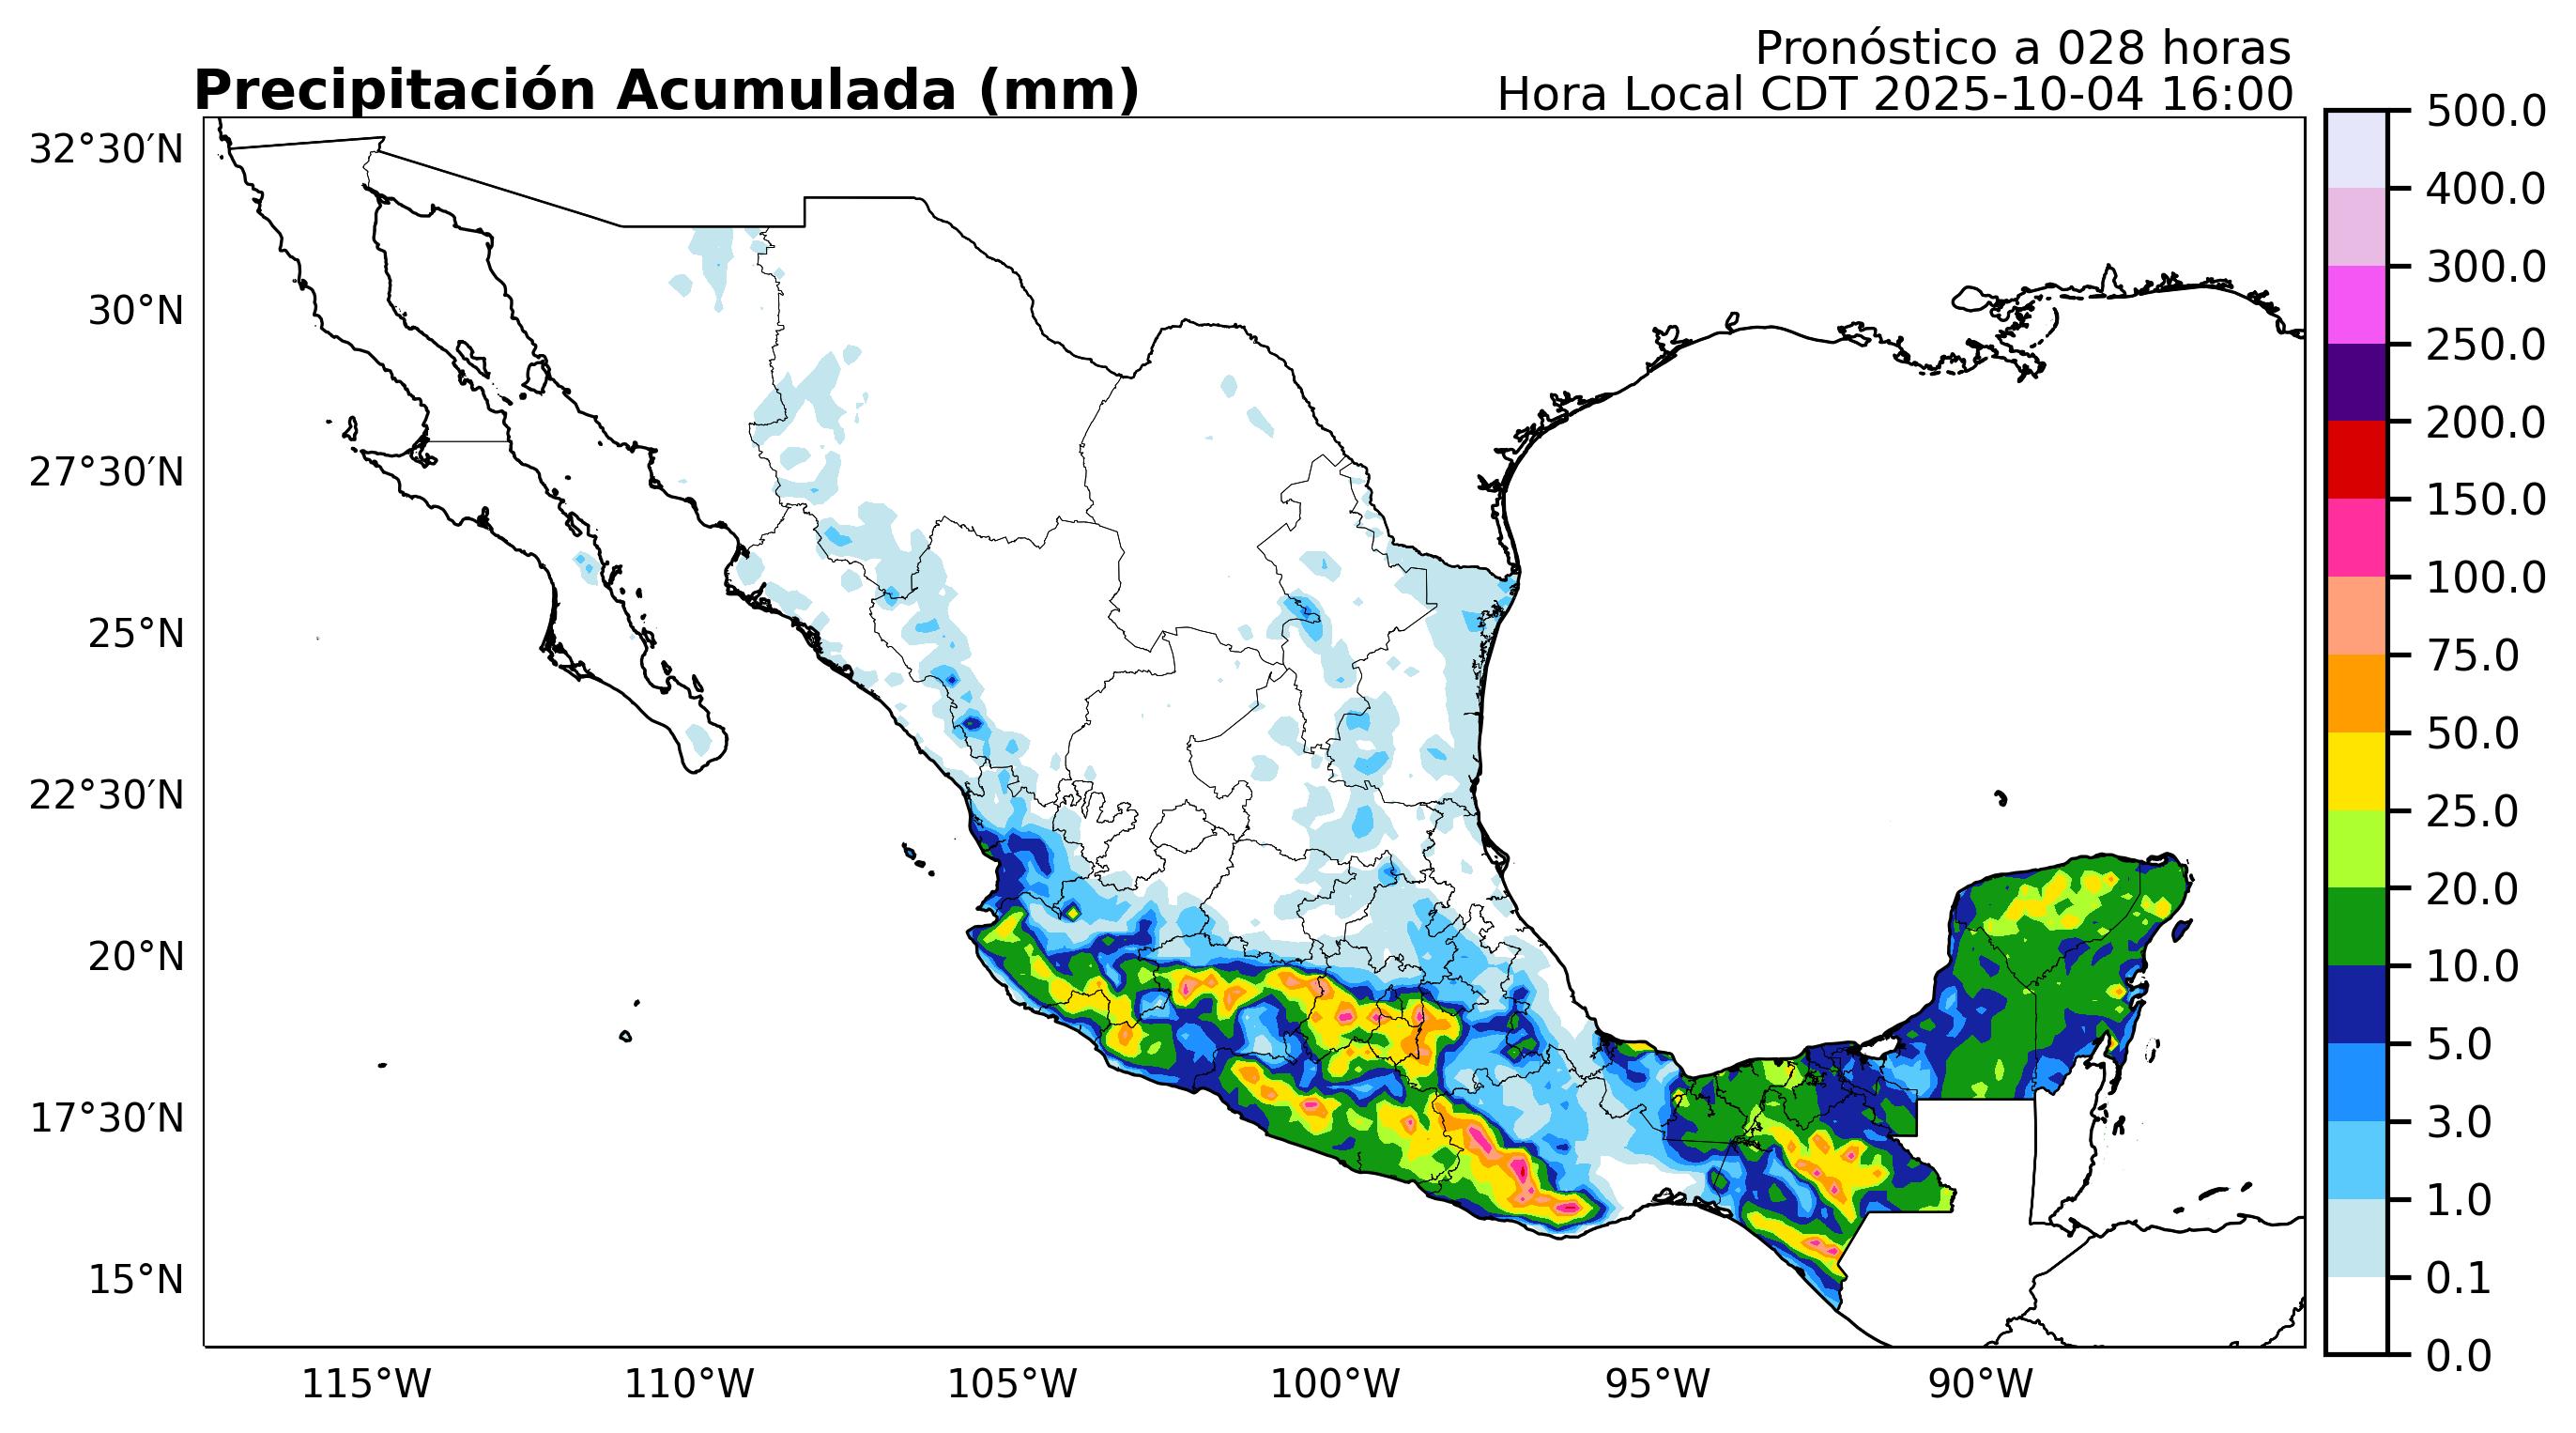 Pronóstico a 028 horas
Precipitación Acumulada (mm)
Hora Local CDT 2025-10-04 16:00
32°30′N
30°N
27°30′N
25°N
22°30′N
20°N
17°30′N
15°N
115°W
110°W
105°W
100°W
95°W
90°W
500.0
400.0
300.0
250.0
200.0
150.0
100.0
75.0
50.0
25.0
20.0
10.0
5.0
3.0
1.0
0.1
0.0